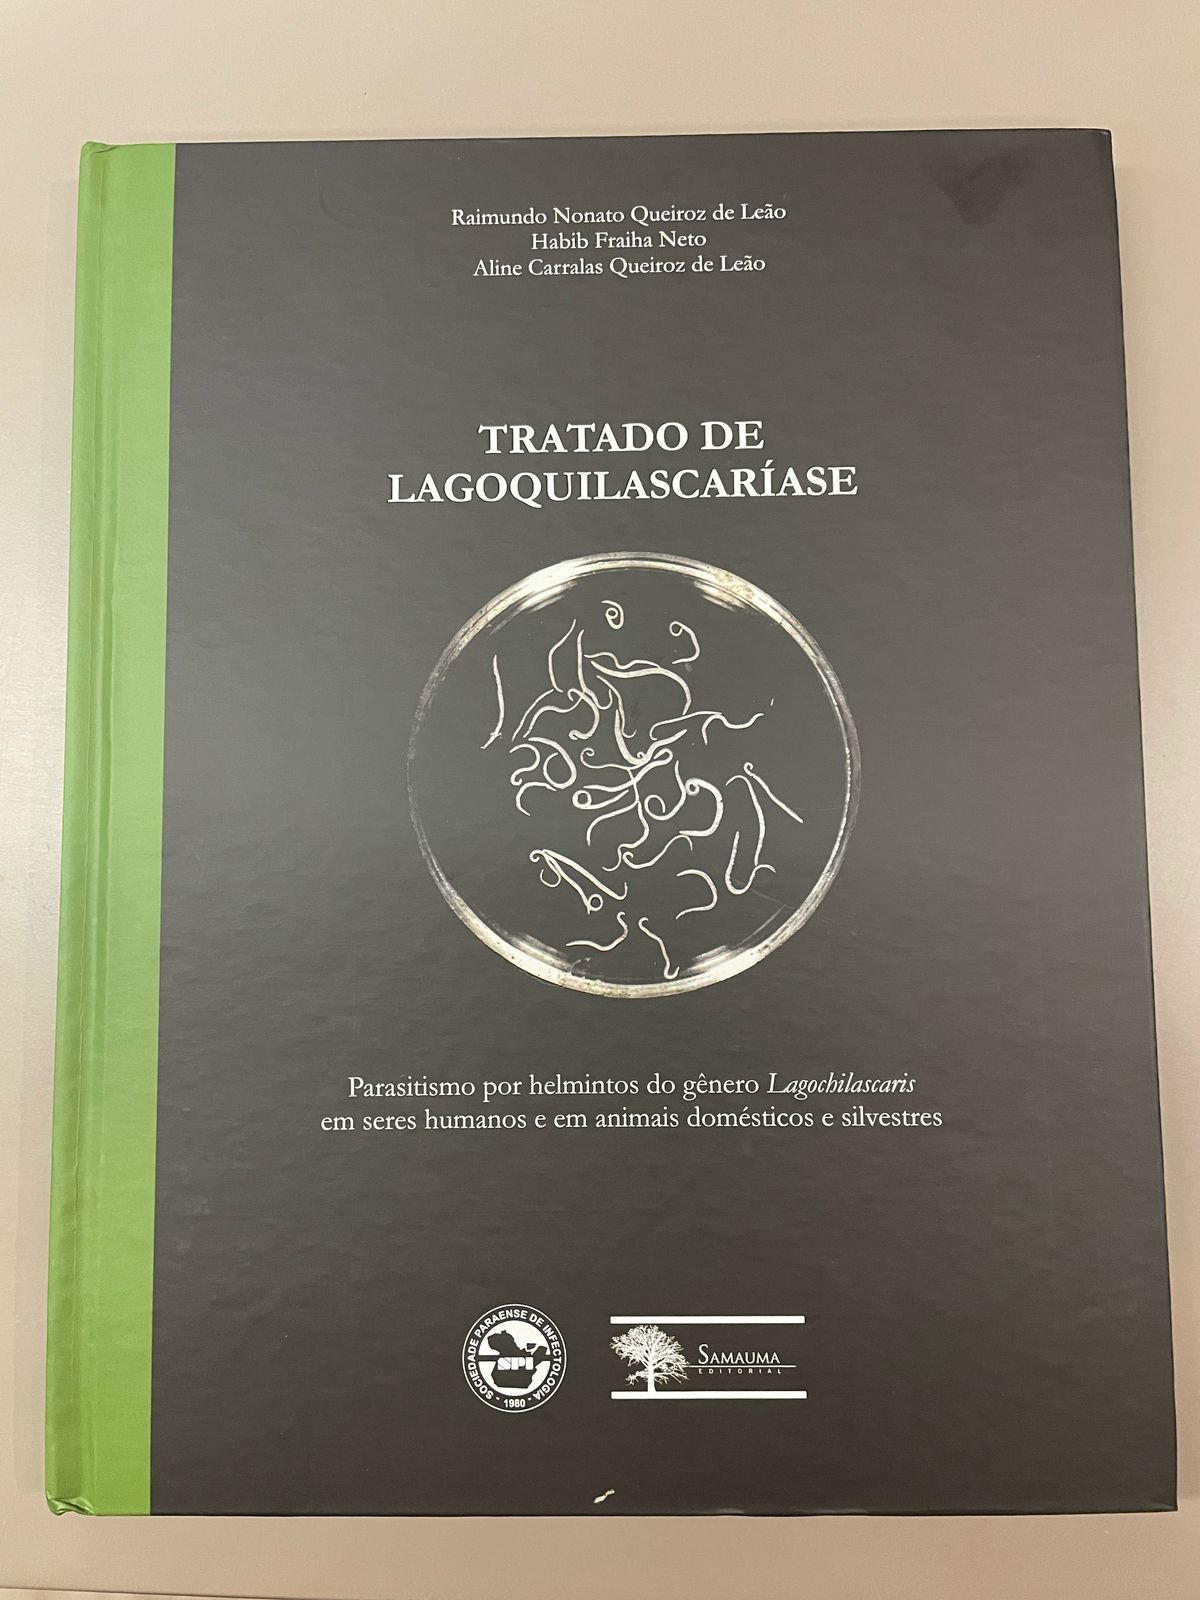 Raimundo Nonato Queiroz de Leão
Habib Fraiha Neto
Aline Carralas Queiroz de Leão
TRATADO DE
LAGOQUILASCARÍASE
Parasitismo por helmintos do gênero Lagochilascaris
em seres humanos e em animais domésticos e silvestres
SOCIEDADE PARAENSE DE INFECTOLOGIA
SPI
- 1980 -
SAMAUMA
EDITORIAL